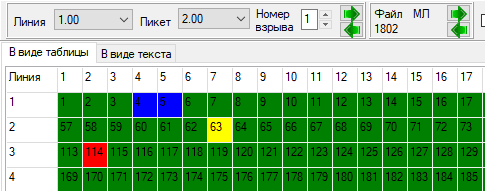 Линия 1.00 Пикет 2.00 Номер взрыва 1 Файл МЛ 1802
В виде таблицы В виде текста
Линия 1 2 3 4 5 6 7 8 9 10 11 12 13 14 15 16 17
1 1 2 3 4 5 6 7 8 9 10 11 12 13 14 15 16 17
2 57 58 59 60 61 62 63 64 65 66 67 68 69 70 71 72 73
3 113 114 115 116 117 118 119 120 121 122 123 124 125 126 127 128 129
4 169 170 171 172 173 174 175 176 177 178 179 180 181 182 183 184 185